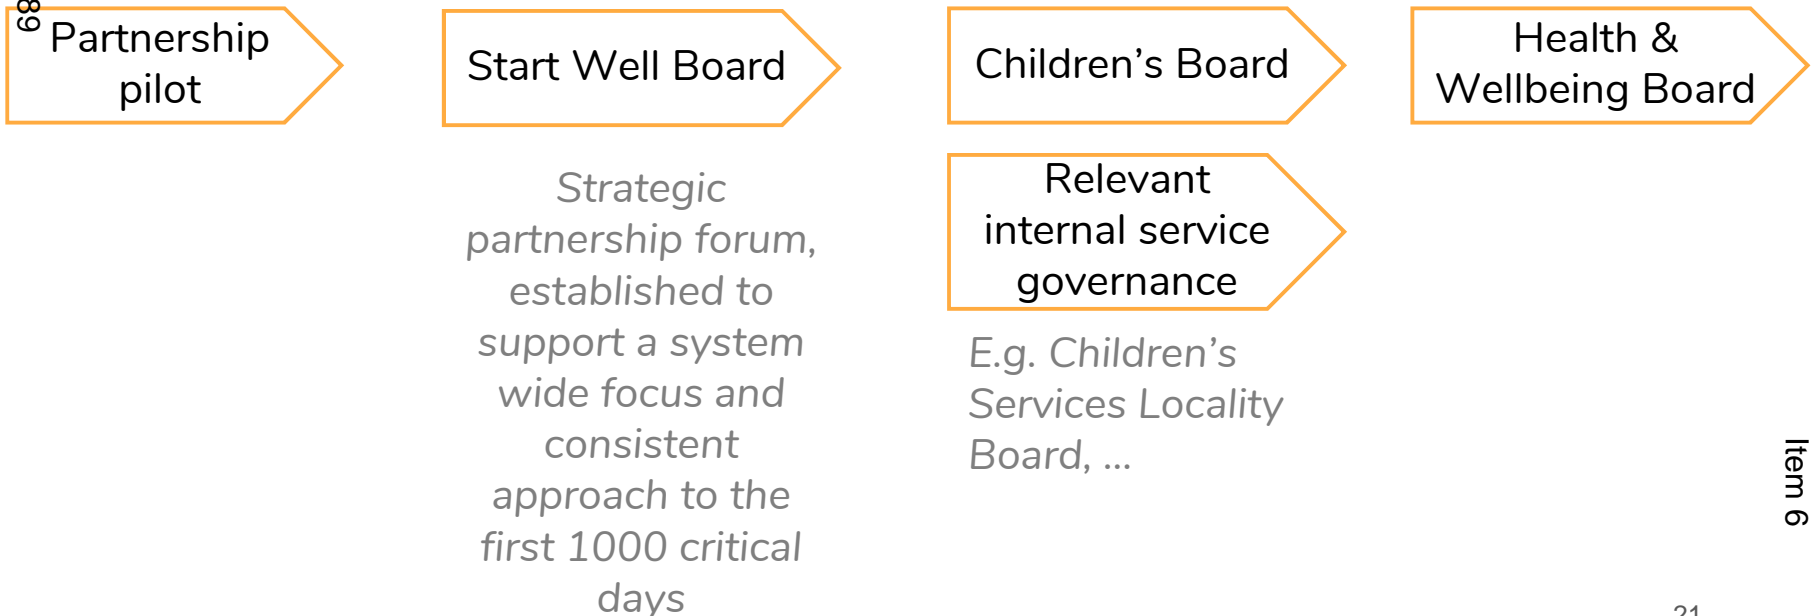 89
Partnership
pilot
Start Well Board
Children’s Board
Health &
Wellbeing Board
Strategic
partnership forum,
established to
support a system
wide focus and
consistent
approach to the
first 1000 critical
days
Relevant
internal service
governance
E.g. Children’s
Services Locality
Board, ...
Item 6
21